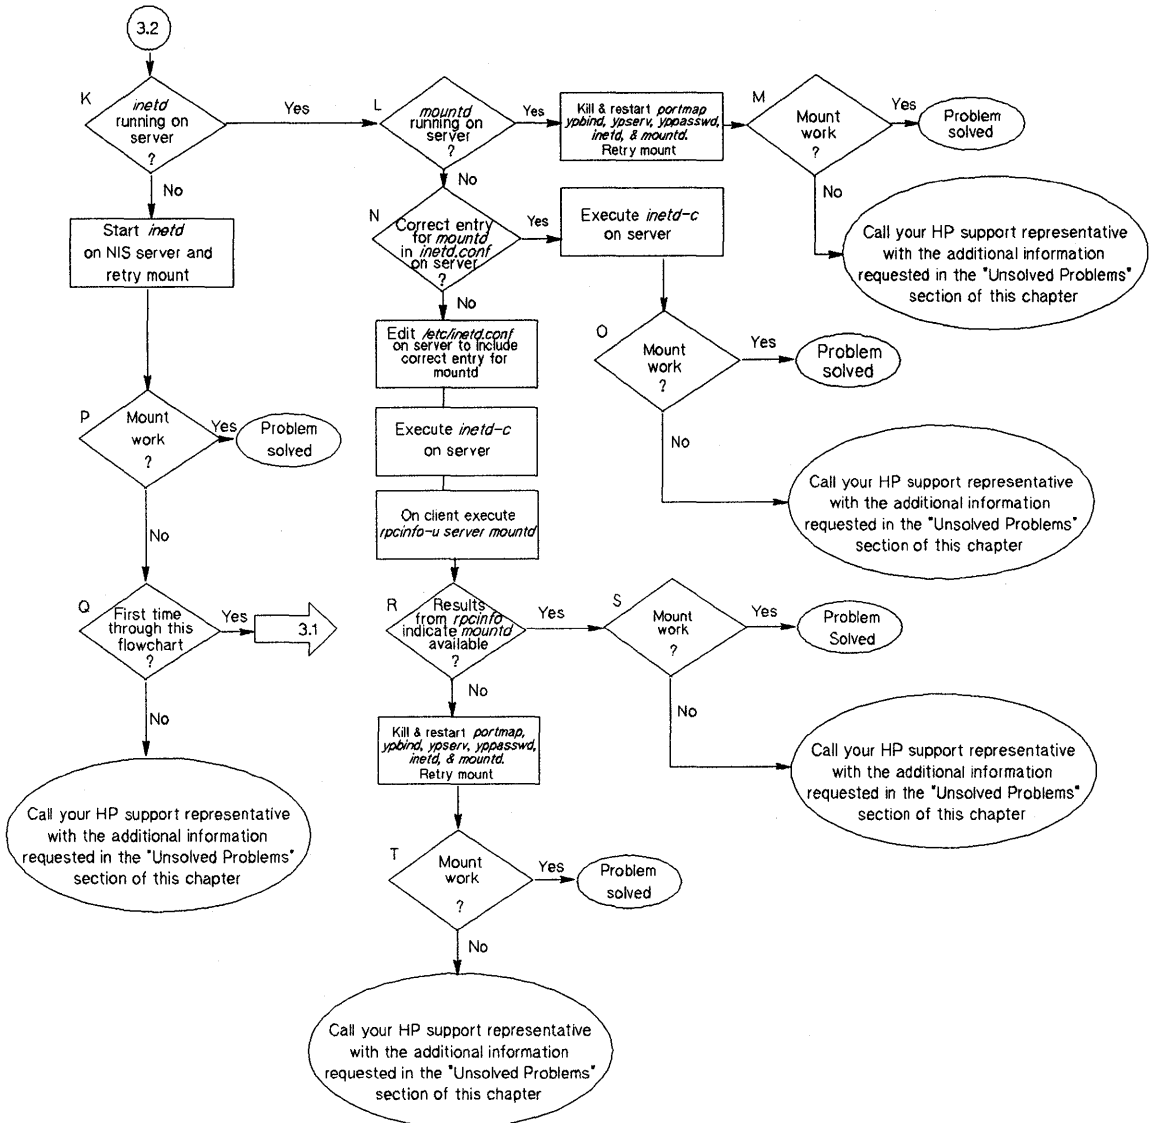 3.2
K
inetd
running on
server
?
Yes
No
L
mountd
running on
server
?
Yes
No
Kill & restart portmap
ypbind, ypserv, yppasswd,
inetd, & mountd.
Retry mount
M
Mount
work
?
Yes
No
Problem
solved
Call your HP support representative
with the additional information
requested in the "Unsolved Problems"
section of this chapter
Start inetd
on NIS server and
retry mount
N
Correct entry
for mountd
in inetd.conf
on server
?
Yes
No
Execute inetd-c
on server
O
Mount
work
?
Yes
No
Problem
solved
Call your HP support representative
with the additional information
requested in the "Unsolved Problems"
section of this chapter
Edit /etc/inetd.conf
on server to include
correct entry for
mountd
Execute inetd-c
on server
On client execute
rpcinfo-u server mountd
P
Mount
work
?
Yes
No
Problem
solved
Q
First time
through this
flowchart
?
Yes
No
3.1
Call your HP support representative
with the additional information
requested in the "Unsolved Problems"
section of this chapter
R
Results
from rpcinfo
indicate mountd
available
?
Yes
No
S
Mount
work
?
Yes
No
Problem
Solved
Call your HP support representative
with the additional information
requested in the "Unsolved Problems"
section of this chapter
Kill & restart portmap,
ypbind, ypserv, yppasswd,
inetd, & mountd.
Retry mount
T
Mount
work
?
Yes
No
Problem
solved
Call your HP support representative
with the additional information
requested in the "Unsolved Problems"
section of this chapter